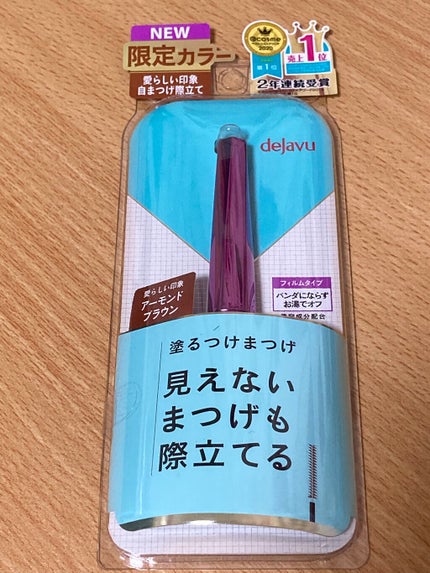 NEW
限定カラー
愛らしい印象
自まつげ際立て
@cosme
2020
第1位
売上1位
2年連続受賞
dejavu
愛らしい印象
アーモンド
ブラウン
フィルムタイプ
パンダにならず
お湯でオフ
塗るつけまつげ
見えない
まつげも
際立てる